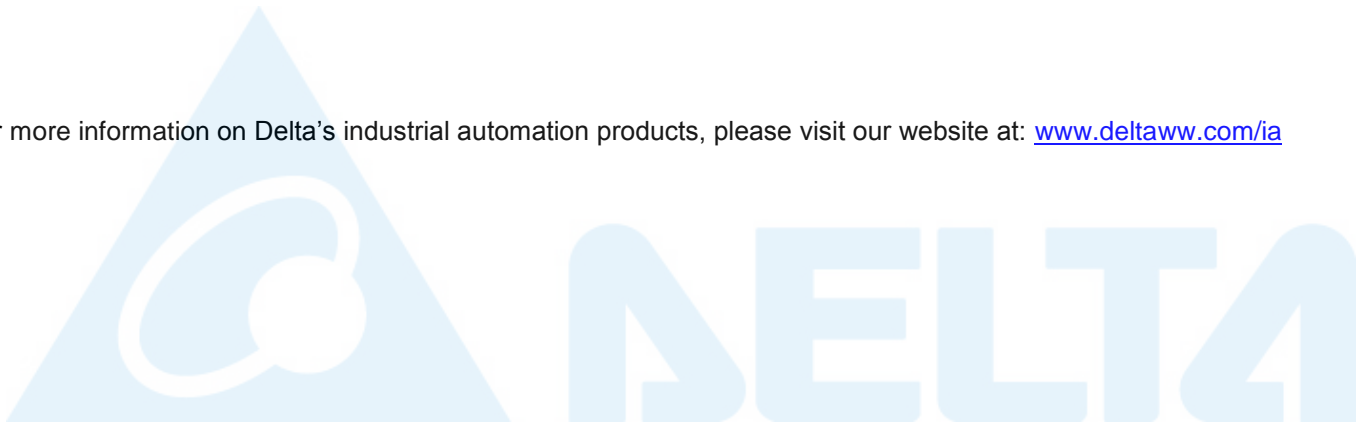 r more information on Delta’s industrial automation products, please visit our website at: www.deltaww.com/ia
DELTA